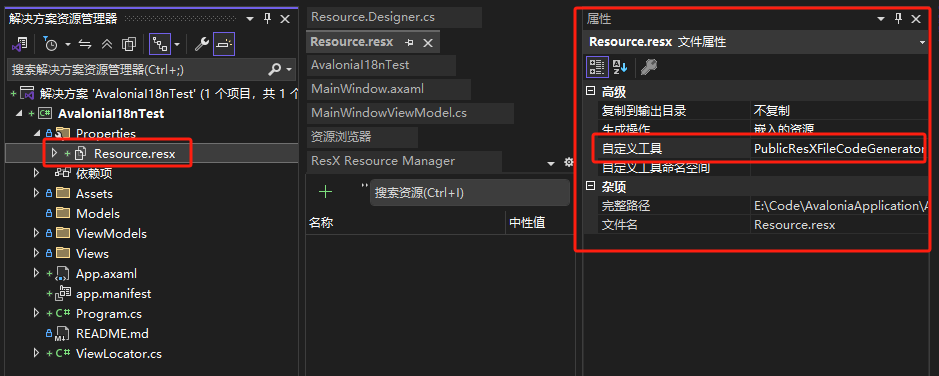 解决方案资源管理器
搜索解决方案资源管理器(Ctrl+;)
解决方案 'AvaloniaI18nTest' (1 个项目，共 1 个
AvaloniaI18nTest
Properties
Resource.resx
依赖项
Assets
Models
ViewModels
Views
App.axaml
app.manifest
Program.cs
README.md
ViewLocator.cs
Resource.Designer.cs
Resource.resx
AvaloniaI18nTest
MainWindow.axaml
MainWindowViewModel.cs
资源浏览器
ResX Resource Manager
搜索资源(Ctrl+I)
名称 中性值
属性
Resource.resx 文件属性
高级
复制到输出目录 不复制
生成操作 嵌入的资源
自定义工具 PublicResXFileCodeGenerator
自定义工具命名空间
杂项
完整路径 E:\Code\AvaloniaApplication\A
文件名 Resource.resx